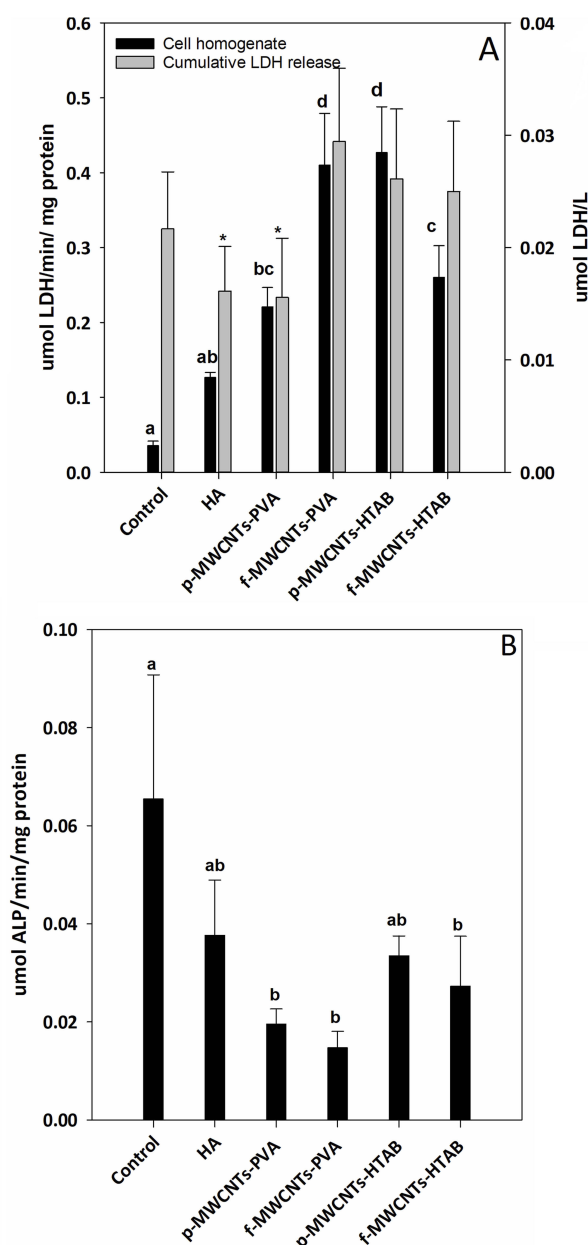 A
Cell homogenate
Cumulative LDH release
umol LDH/min/ mg protein
0.6
0.5
0.4
0.3
0.2
0.1
0.0
umol LDH/L
0.04
0.03
0.02
0.01
0.00
a
ab
*
bc
*
d
d
c
Control
HA
p-MWCNTs-PVA
f-MWCNTs-PVA
p-MWCNTs-HTAB
f-MWCNTs-HTAB
B
umol ALP/min/mg protein
0.10
0.08
0.06
0.04
0.02
0.00
a
ab
b
b
ab
b
Control
HA
p-MWCNTs-PVA
f-MWCNTs-PVA
p-MWCNTs-HTAB
f-MWCNTs-HTAB